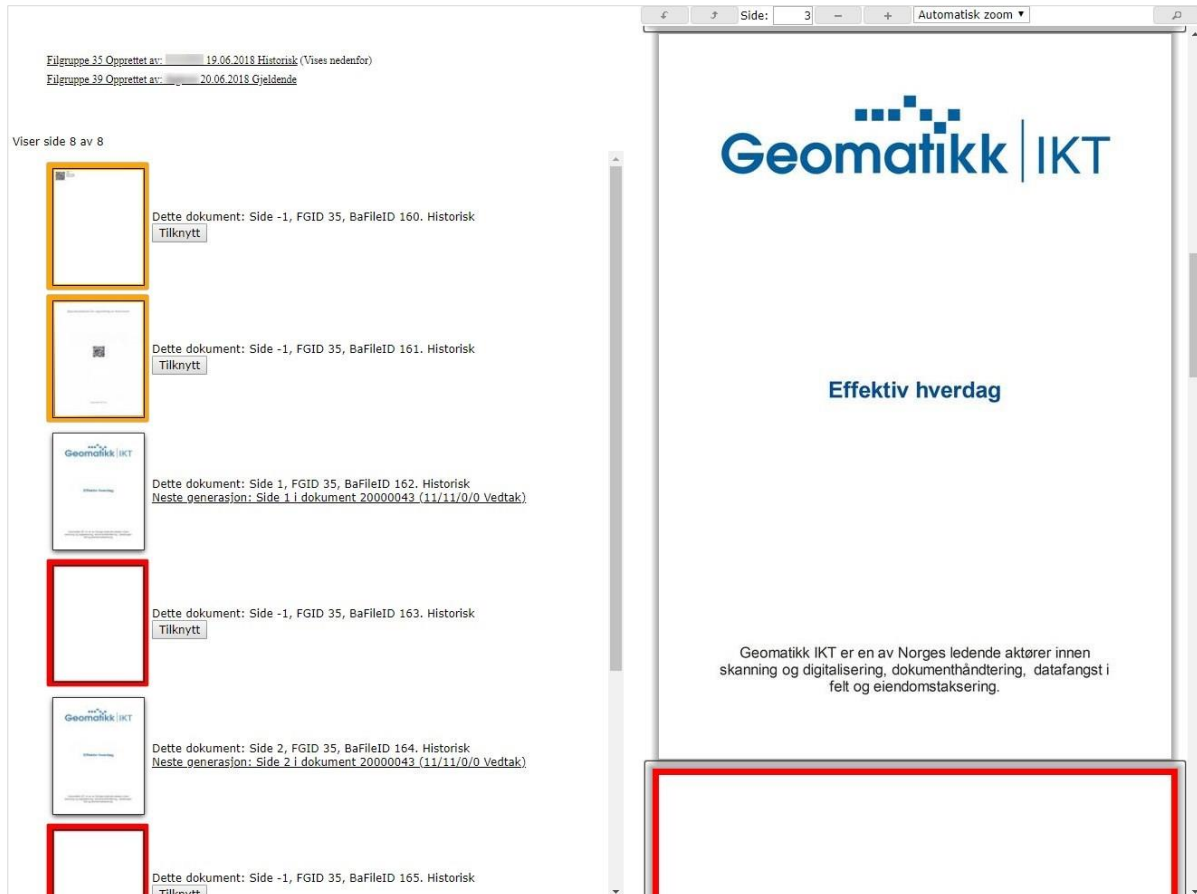 Filgruppe 35 Opprettet av: 19.06.2018 Historisk (Vises nedenfor)
Filgruppe 39 Opprettet av: 20.06.2018 Gjeldende
Viser side 8 av 8
Dette dokument: Side -1, FGID 35, BaFileID 160. Historisk
Tilknytt
Dette dokument: Side -1, FGID 35, BaFileID 161. Historisk
Tilknytt
Geomatikk IKT
Effektiv hverdag
Dette dokument: Side 1, FGID 35, BaFileID 162. Historisk
Neste generasjon: Side 1 i dokument 20000043 (11/11/0/0 Vedtak)
Dette dokument: Side -1, FGID 35, BaFileID 163. Historisk
Tilknytt
Geomatikk IKT
Effektiv hverdag
Dette dokument: Side 2, FGID 35, BaFileID 164. Historisk
Neste generasjon: Side 2 i dokument 20000043 (11/11/0/0 Vedtak)
Dette dokument: Side -1, FGID 35, BaFileID 165. Historisk
Tilknytt
Side: 3 − + Automatisk zoom
Geomatikk IKT
Effektiv hverdag
Geomatikk IKT er en av Norges ledende aktører innen
skanning og digitalisering, dokumenthåndtering, datafangst i
felt og eiendomstaksering.